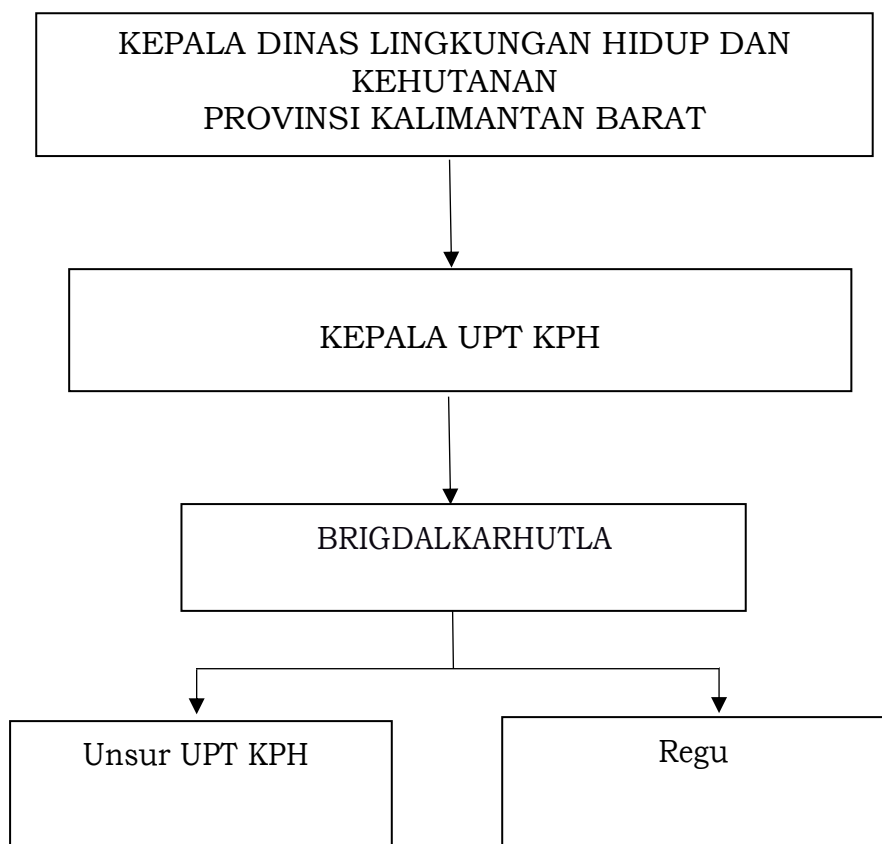 KEPALA DINAS LINGKUNGAN HIDUP DAN
KEHUTANAN
PROVINSI KALIMANTAN BARAT
KEPALA UPT KPH
BRIGDALKARHUTLA
Unsur UPT KPH
Regu